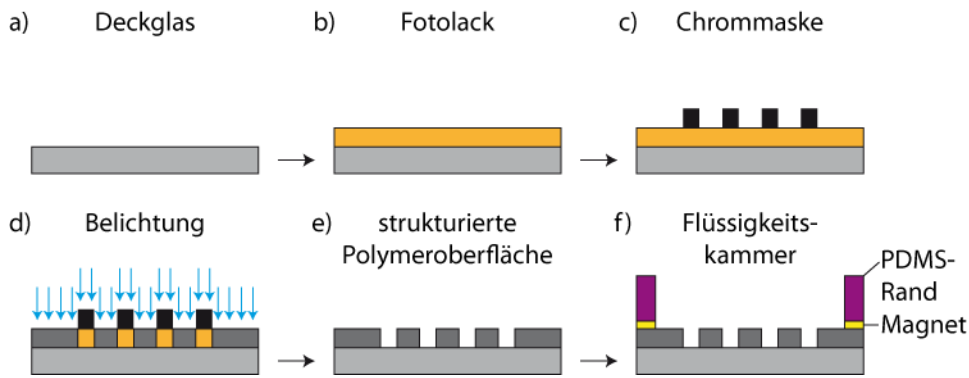 a) Deckglas
b) Fotolack
c) Chrommaske
d) Belichtung
e) strukturierte
Polymeroberfläche
f) Flüssigkeits-
kammer
PDMS-
Rand
Magnet